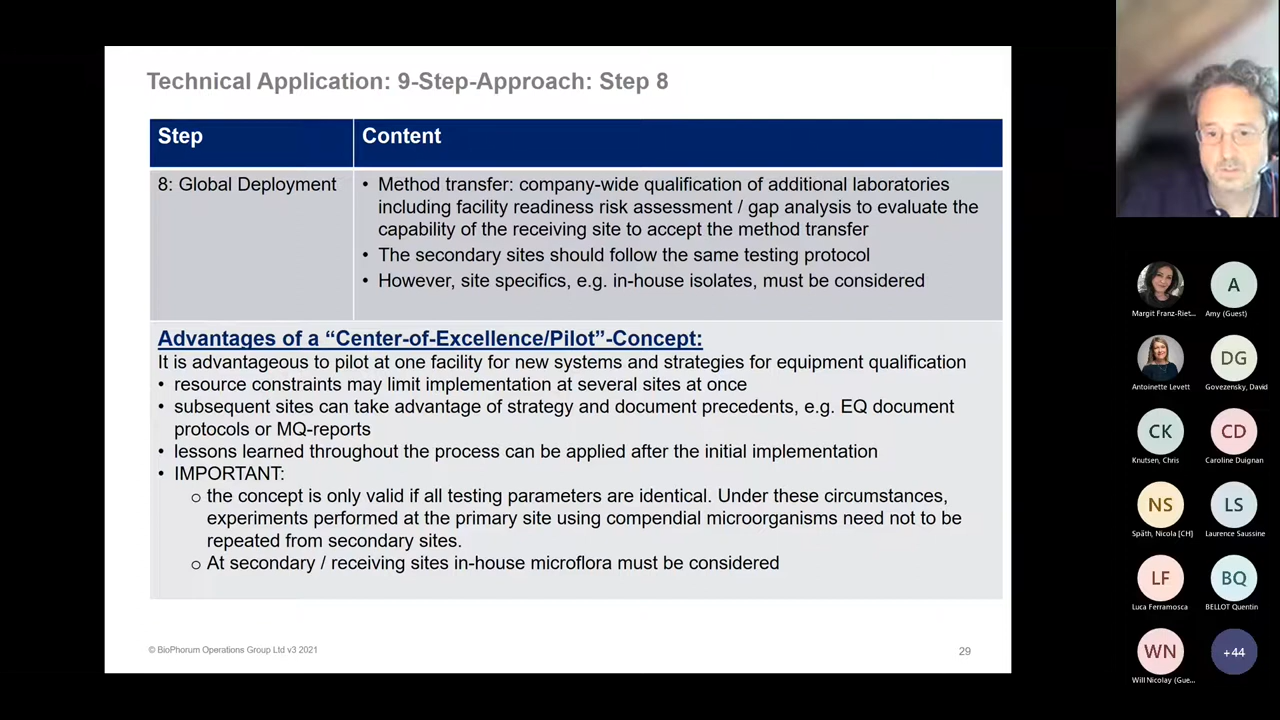 Technical Application: 9-Step-Approach: Step 8
Step
Content
8: Global Deployment
• Method transfer: company-wide qualification of additional laboratories
including facility readiness risk assessment / gap analysis to evaluate the
capability of the receiving site to accept the method transfer
• The secondary sites should follow the same testing protocol
• However, site specifics, e.g. in-house isolates, must be considered
Advantages of a “Center-of-Excellence/Pilot”-Concept:
It is advantageous to pilot at one facility for new systems and strategies for equipment qualification
• resource constraints may limit implementation at several sites at once
• subsequent sites can take advantage of strategy and document precedents, e.g. EQ document
protocols or MQ-reports
• lessons learned throughout the process can be applied after the initial implementation
• IMPORTANT:
o the concept is only valid if all testing parameters are identical. Under these circumstances,
experiments performed at the primary site using compendial microorganisms need not to be
repeated from secondary sites.
o At secondary / receiving sites in-house microflora must be considered
© BioPhorum Operations Group Ltd v3 2021
29
A
Margit Franz-Riet...
Amy (Guest)
DG
Antoinette Levett
Govezensky, David
CK
CD
Knutsen, Chris
Caroline Duignan
NS
LS
Späth, Nicola [CH]
Laurence Saussine
LF
BQ
Luca Ferramosca
BELLOT Quentin
WN
+44
Will Nicolay (Gue...